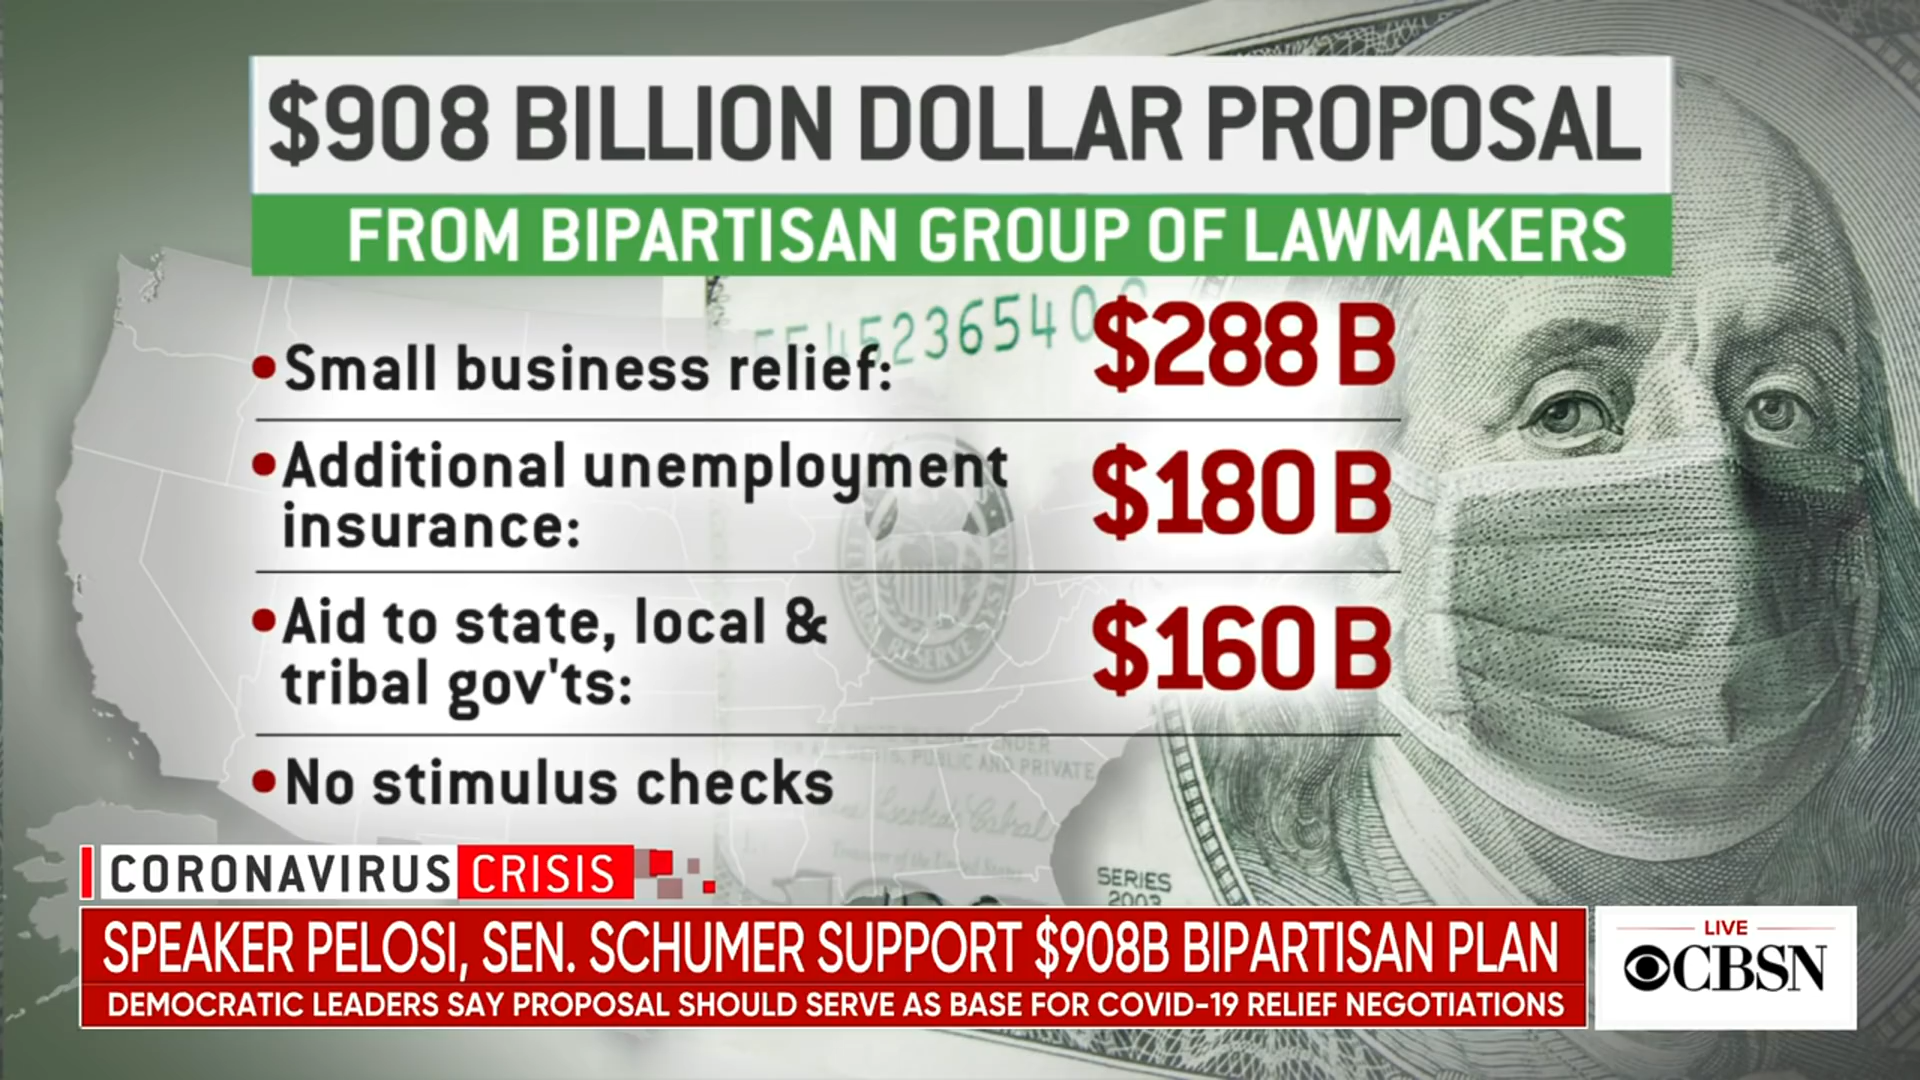 $908 BILLION DOLLAR PROPOSAL
FROM BIPARTISAN GROUP OF LAWMAKERS
•Small business relief: $288 B
•Additional unemployment
insurance: $180 B
•Aid to state, local &
tribal gov'ts: $160 B
•No stimulus checks
SERIES
2003
CORONAVIRUS CRISIS
SPEAKER PELOSI, SEN. SCHUMER SUPPORT $908B BIPARTISAN PLAN
DEMOCRATIC LEADERS SAY PROPOSAL SHOULD SERVE AS BASE FOR COVID-19 RELIEF NEGOTIATIONS
LIVE
CBSN